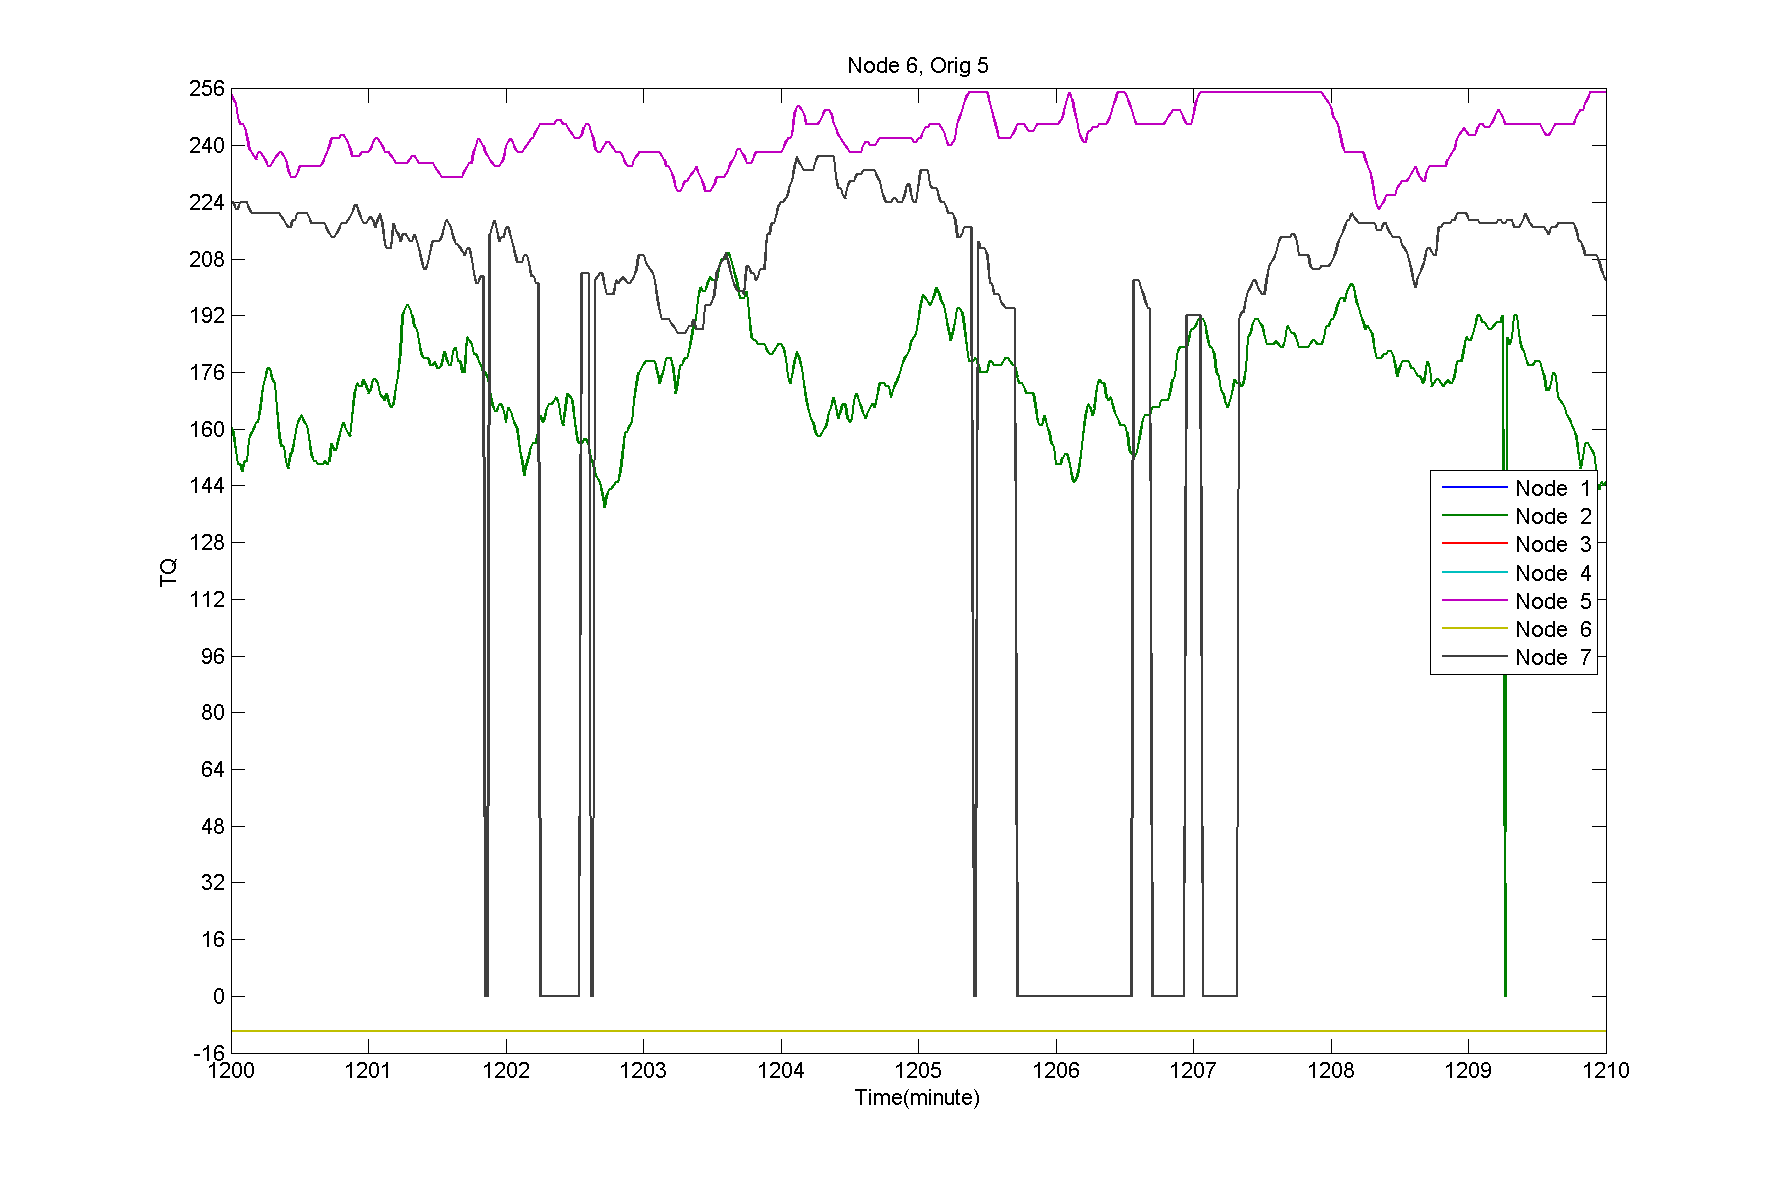 Node 6, Orig 5
256
240
224
208
192
176
160
144
128
112
96
80
64
48
32
16
0
-16
TQ
Node 1
Node 2
Node 3
Node 4
Node 5
Node 6
Node 7
1200 1201 1202 1203 1204 1205 1206 1207 1208 1209 1210
Time(minute)